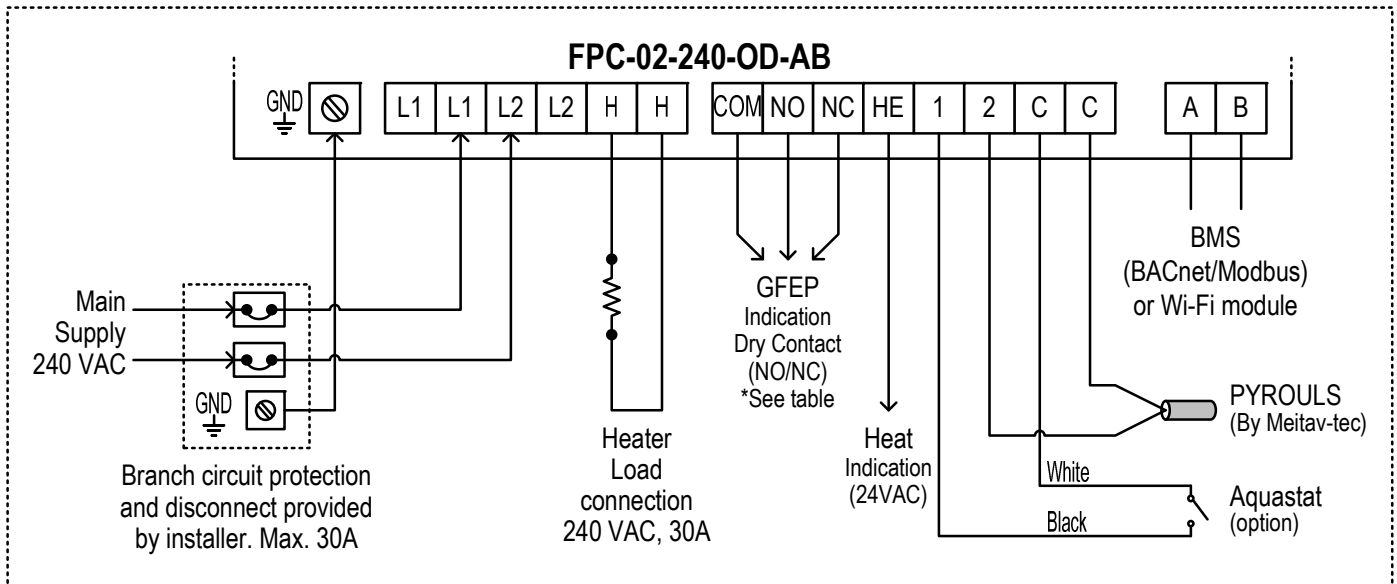 FPC-02-240-OD-AB
GND
L1 L1 L2 L2 H H COM NO NC HE 1 2 C C A B
Main
Supply
240 VAC
GND
Branch circuit protection
and disconnect provided
by installer. Max. 30A
Heater
Load
connection
240 VAC, 30A
GFEP
Indication
Dry Contact
(NO/NC)
*See table
Heat
Indication
(24VAC)
BMS
(BACnet/Modbus)
or Wi-Fi module
PYROULS
(By Meitav-tec)
White
Black
Aquastat
(option)